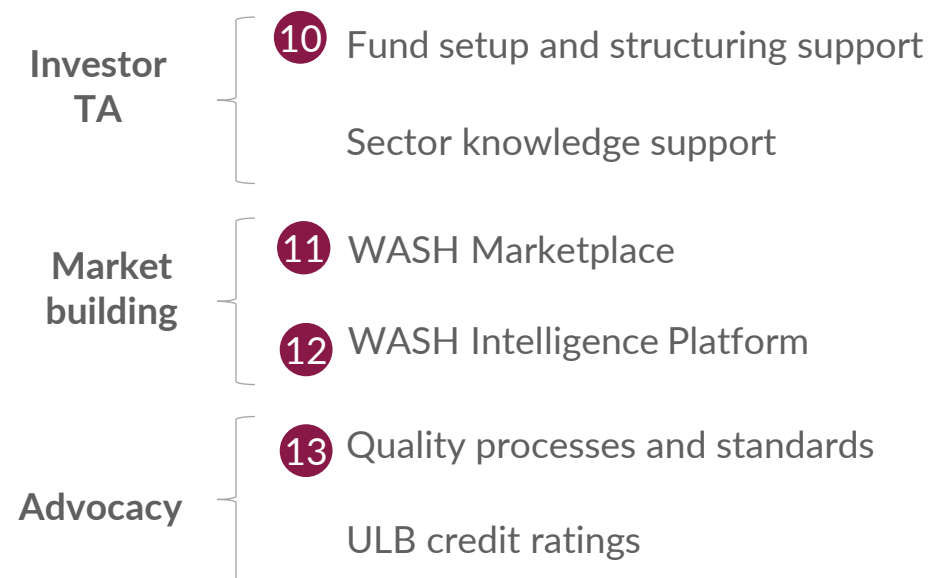 Investor
TA
10 Fund setup and structuring support
Sector knowledge support
Market
building
11 WASH Marketplace
12 WASH Intelligence Platform
Advocacy
13 Quality processes and standards
ULB credit ratings